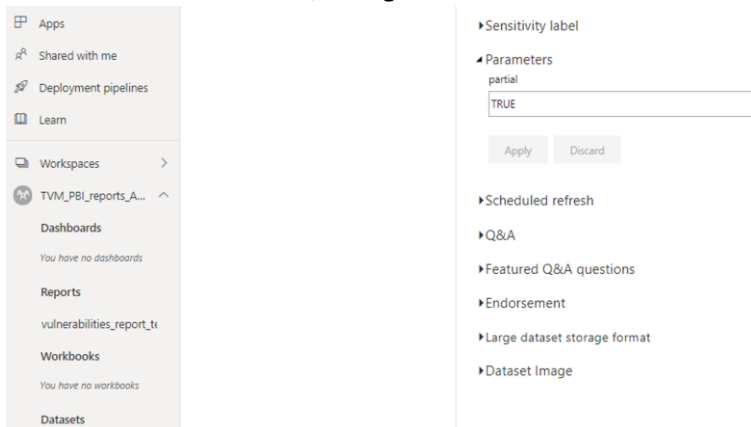 Apps
Shared with me
Deployment pipelines
Learn
Workspaces
TVM_PBI_reports_A...
Dashboards
You have no dashboards
Reports
vulnerabilities_report_te
Workbooks
You have no workbooks
Datasets
Sensitivity label
Parameters
partial
TRUE
Apply Discard
Scheduled refresh
Q&A
Featured Q&A questions
Endorsement
Large dataset storage format
Dataset Image